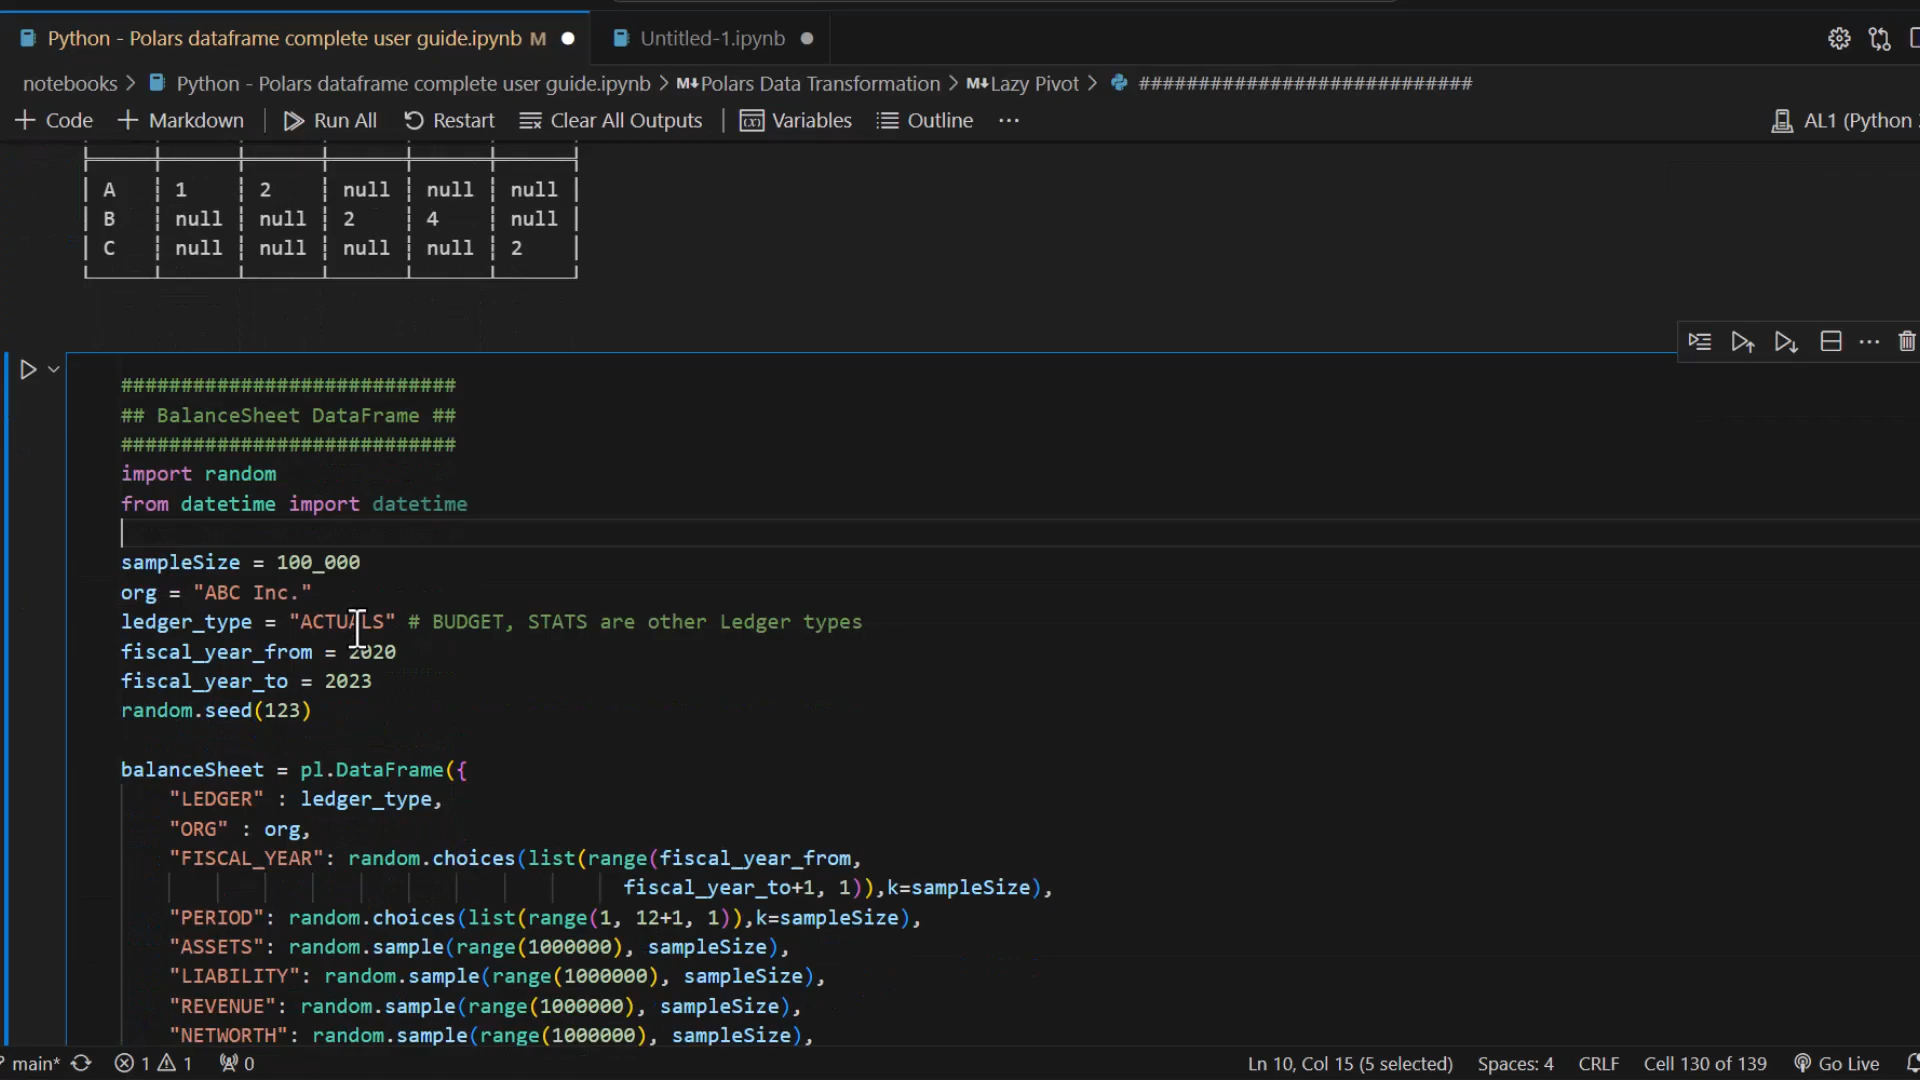 Python - Polars dataframe complete user guide.ipynb M
Untitled-1.ipynb
notebooks > Python - Polars dataframe complete user guide.ipynb > M↓Polars Data Transformation > M↓Lazy Pivot > ############################
Code
Markdown
Run All
Restart
Clear All Outputs
Variables
Outline
...
AL1 (Python
A 1 2 null null null
B null null 2 4 null
C null null null null 2
############################
## BalanceSheet DataFrame ##
############################
import random
from datetime import datetime
sampleSize = 100_000
org = "ABC Inc."
ledger_type = "ACTUALS" # BUDGET, STATS are other Ledger types
fiscal_year_from = 2020
fiscal_year_to = 2023
random.seed(123)
balanceSheet = pl.DataFrame({
"LEDGER" : ledger_type,
"ORG" : org,
"FISCAL_YEAR": random.choices(list(range(fiscal_year_from,
fiscal_year_to+1, 1)),k=sampleSize),
"PERIOD": random.choices(list(range(1, 12+1, 1)),k=sampleSize),
"ASSETS": random.sample(range(1000000), sampleSize),
"LIABILITY": random.sample(range(1000000), sampleSize),
"REVENUE": random.sample(range(1000000), sampleSize),
"NETWORTH": random.sample(range(1000000), sampleSize),
main*
1
1
0
Ln 10, Col 15 (5 selected)
Spaces: 4
CRLF
Cell 130 of 139
Go Live